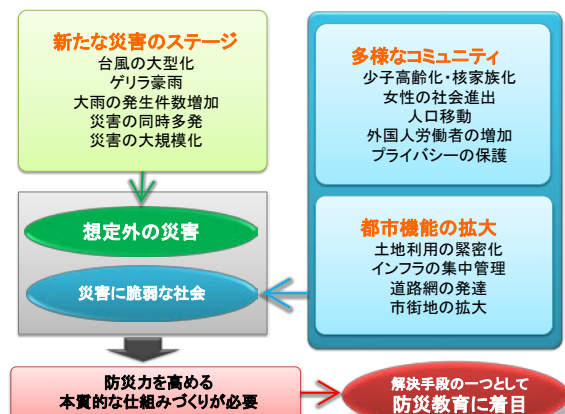 新たな災害のステージ
台風の大型化
ゲリラ豪雨
大雨の発生件数増加
災害の同時多発
災害の大規模化
多様なコミュニティ
少子高齢化・核家族化
女性の社会進出
人口移動
外国人労働者の増加
プライバシーの保護
都市機能の拡大
土地利用の緊密化
インフラの集中管理
道路網の発達
市街地の拡大
想定外の災害
災害に脆弱な社会
防災力を高める
本質的な仕組みづくりが必要
解決手段の一つとして
防災教育に着目